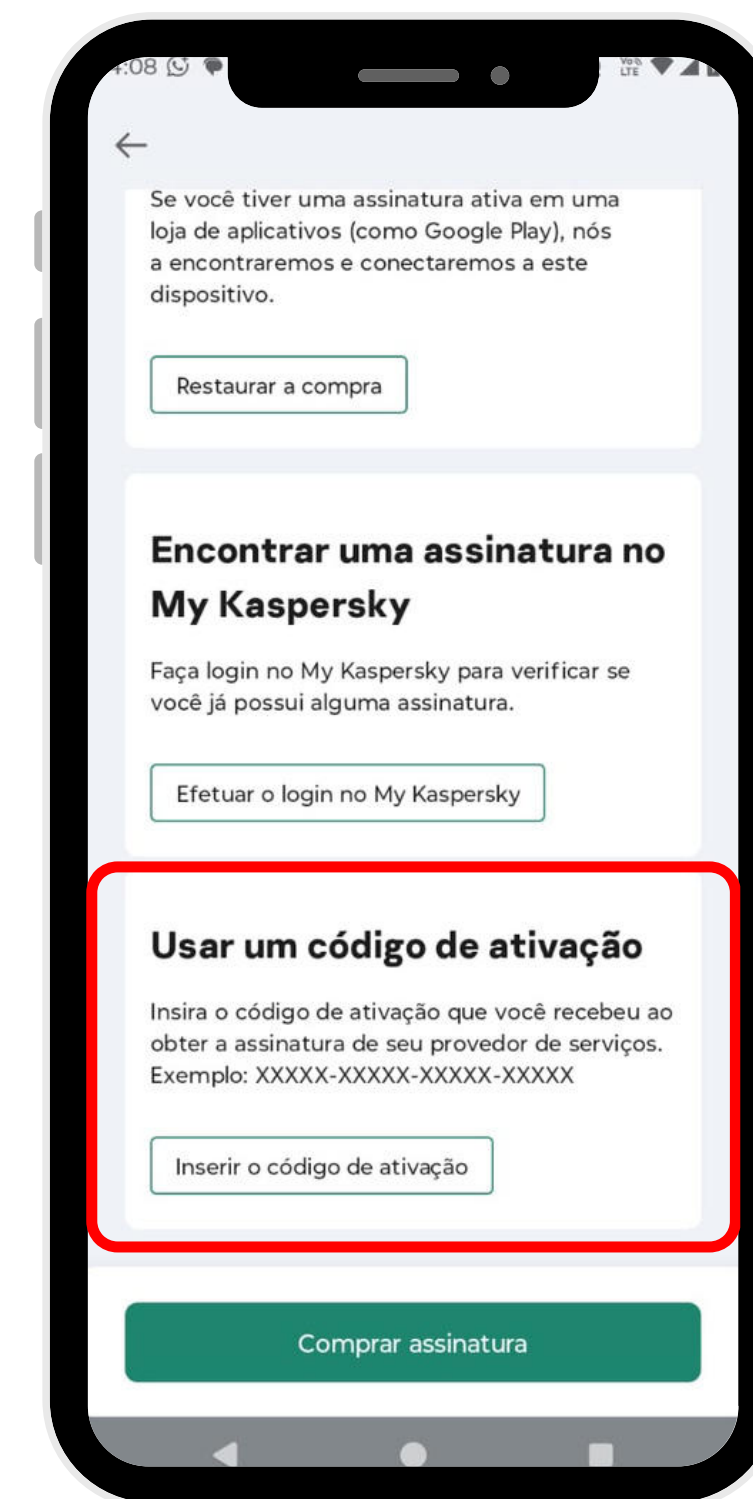 4:08
VoLTE
Se você tiver uma assinatura ativa em uma
loja de aplicativos (como Google Play), nós
a encontraremos e conectaremos a este
dispositivo.
Restaurar a compra
Encontrar uma assinatura no
My Kaspersky
Faça login no My Kaspersky para verificar se
você já possui alguma assinatura.
Efetuar o login no My Kaspersky
Usar um código de ativação
Insira o código de ativação que você recebeu ao
obter a assinatura de seu provedor de serviços.
Exemplo: XXXXX-XXXXX-XXXXX-XXXXX
Inserir o código de ativação
Comprar assinatura